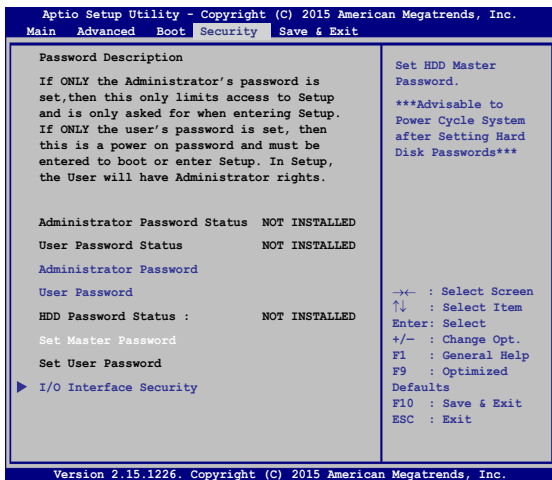 Aptio Setup Utility - Copyright (C) 2015 American Megatrends, Inc.
Main Advanced Boot Security Save & Exit
Password Description
If ONLY the Administrator's password is
set,then this only limits access to Setup
and is only asked for when entering Setup.
If ONLY the user's password is set, then
this is a power on password and must be
entered to boot or enter Setup. In Setup,
the User will have Administrator rights.
Administrator Password Status NOT INSTALLED
User Password Status NOT INSTALLED
Administrator Password
User Password
HDD Password Status : NOT INSTALLED
Set Master Password
Set User Password
I/O Interface Security
Set HDD Master
Password.
***Advisable to
Power Cycle System
after Setting Hard
Disk Passwords***
→← : Select Screen
↑↓ : Select Item
Enter: Select
+/— : Change Opt.
F1 : General Help
F9 : Optimized
Defaults
F10 : Save & Exit
ESC : Exit
Version 2.15.1226. Copyright (C) 2015 American Megatrends, Inc.